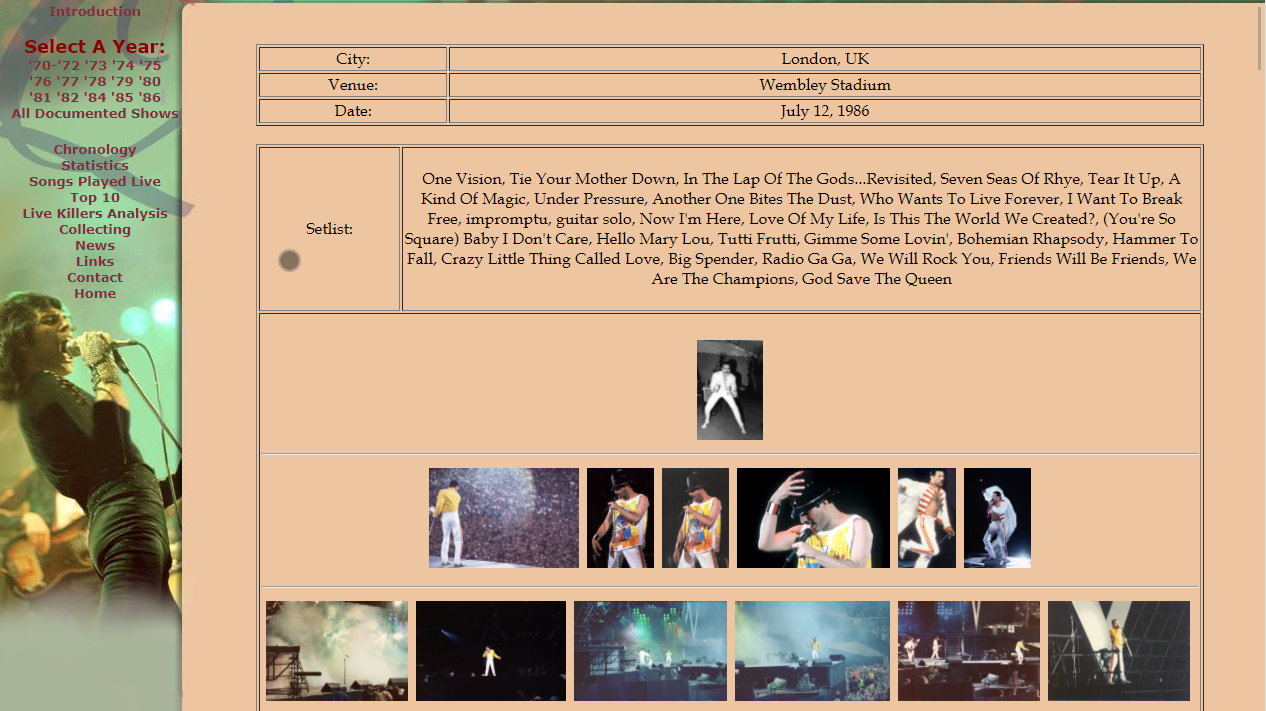 Introduction
Select A Year:
'70-'72 '73 '74 '75
'76 '77 '78 '79 '80
'81 '82 '84 '85 '86
All Documented Shows
Chronology
Statistics
Songs Played Live
Top 10
Live Killers Analysis
Collecting
News
Links
Contact
Home
City:
London, UK
Venue:
Wembley Stadium
Date:
July 12, 1986
Setlist:
One Vision, Tie Your Mother Down, In The Lap Of The Gods...Revisited, Seven Seas Of Rhye, Tear It Up, A
Kind Of Magic, Under Pressure, Another One Bites The Dust, Who Wants To Live Forever, I Want To Break
Free, impromptu, guitar solo, Now I'm Here, Love Of My Life, Is This The World We Created?, (You're So
Square) Baby I Don't Care, Hello Mary Lou, Tutti Frutti, Gimme Some Lovin', Bohemian Rhapsody, Hammer To
Fall, Crazy Little Thing Called Love, Big Spender, Radio Ga Ga, We Will Rock You, Friends Will Be Friends, We
Are The Champions, God Save The Queen